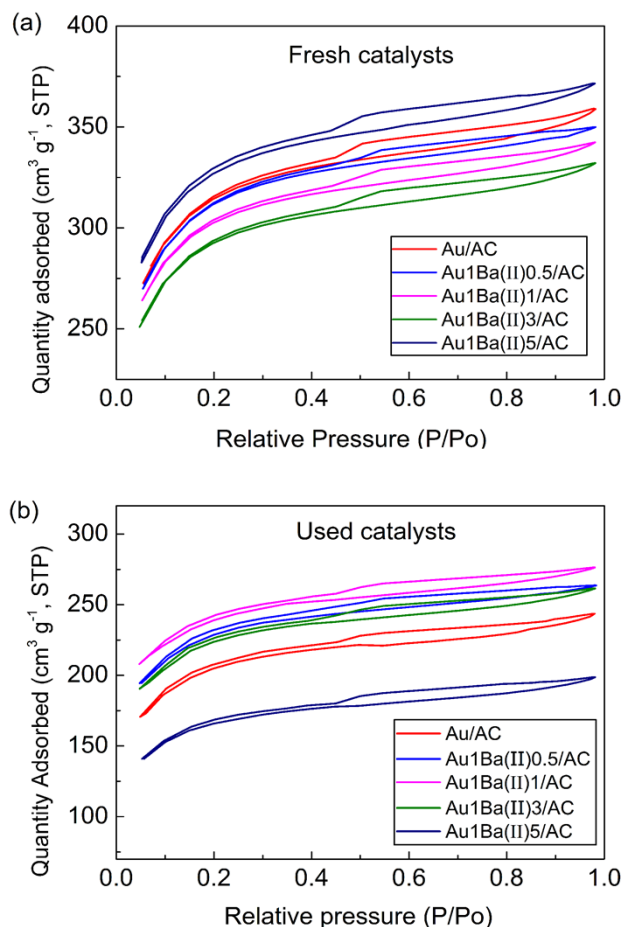 (a)
Fresh catalysts
Quantity adsorbed (cm³ g⁻¹, STP)
400
350
300
250
Au/AC
Au1Ba(II)0.5/AC
Au1Ba(II)1/AC
Au1Ba(II)3/AC
Au1Ba(II)5/AC
0.0 0.2 0.4 0.6 0.8 1.0
Relative Pressure (P/Po)
(b)
Used catalysts
Quantity Adsorbed (cm³ g⁻¹, STP)
300
250
200
150
100
Au/AC
Au1Ba(II)0.5/AC
Au1Ba(II)1/AC
Au1Ba(II)3/AC
Au1Ba(II)5/AC
0.0 0.2 0.4 0.6 0.8 1.0
Relative pressure (P/Po)